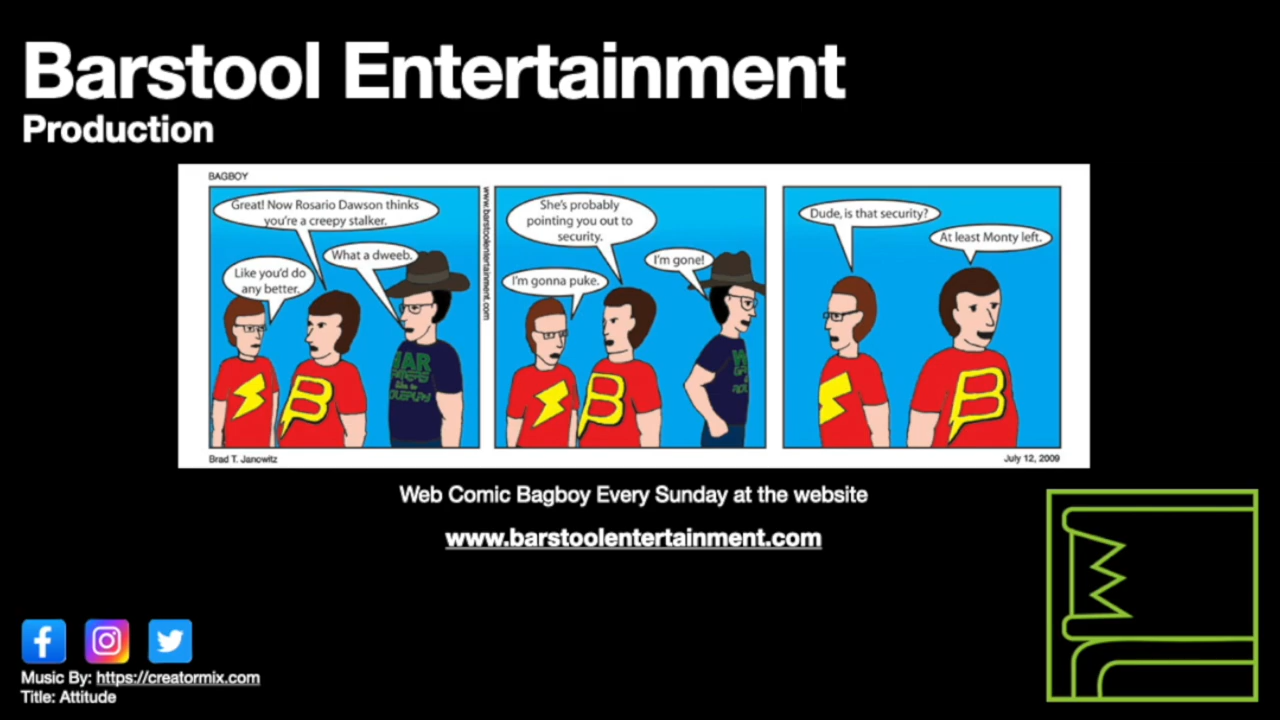 Barstool Entertainment
Production
BAGBOY
Great! Now Rosario Dawson thinks
you're a creepy stalker.
What a dweeb.
Like you'd do
any better.
www.barstoolentertainment.com
She's probably
pointing you out to
security.
I'm gonna puke.
I'm gone!
Dude, is that security?
At least Monty left.
B
B
B
Brad T. Janowitz
July 12, 2009
Web Comic Bagboy Every Sunday at the website
www.barstoolentertainment.com
Music By: https://creatormix.com
Title: Attitude